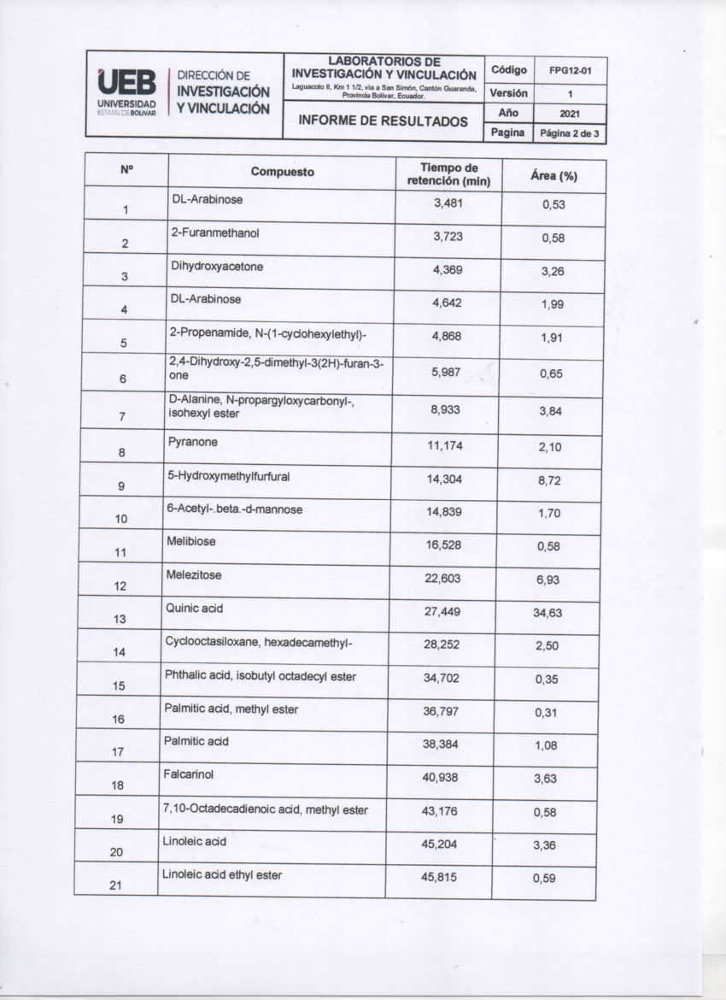 UEB
UNIVERSIDAD
ESTATAL DE BOLIVAR
DIRECCIÓN DE
INVESTIGACIÓN
Y VINCULACIÓN
LABORATORIOS DE
INVESTIGACIÓN Y VINCULACIÓN
Laguacoto II, Km 1 1/2, via a San Simón, Cantón Guaranda,
Provincia Bolivar, Ecuador.
INFORME DE RESULTADOS
Código FPG12-01
Versión 1
Año 2021
Pagina Página 2 de 3
Nº Compuesto Tiempo de retención (min) Área (%)
1 DL-Arabinose 3,481 0,53
2 2-Furanmethanol 3,723 0,58
3 Dihydroxyacetone 4,369 3,26
4 DL-Arabinose 4,642 1,99
5 2-Propenamide, N-(1-cyclohexylethyl)- 4,868 1,91
6 2,4-Dihydroxy-2,5-dimethyl-3(2H)-furan-3-
one 5,987 0,65
7 D-Alanine, N-propargyloxycarbonyl-,
isohexyl ester 8,933 3,84
8 Pyranone 11,174 2,10
9 5-Hydroxymethylfurfural 14,304 8,72
10 6-Acetyl-.beta.-d-mannose 14,839 1,70
11 Melibiose 16,528 0,58
12 Melezitose 22,603 6,93
13 Quinic acid 27,449 34,63
14 Cyclooctasiloxane, hexadecamethyl- 28,252 2,50
15 Phthalic acid, isobutyl octadecyl ester 34,702 0,35
16 Palmitic acid, methyl ester 36,797 0,31
17 Palmitic acid 38,384 1,08
18 Falcarinol 40,938 3,63
19 7,10-Octadecadienoic acid, methyl ester 43,176 0,58
20 Linoleic acid 45,204 3,36
21 Linoleic acid ethyl ester 45,815 0,59